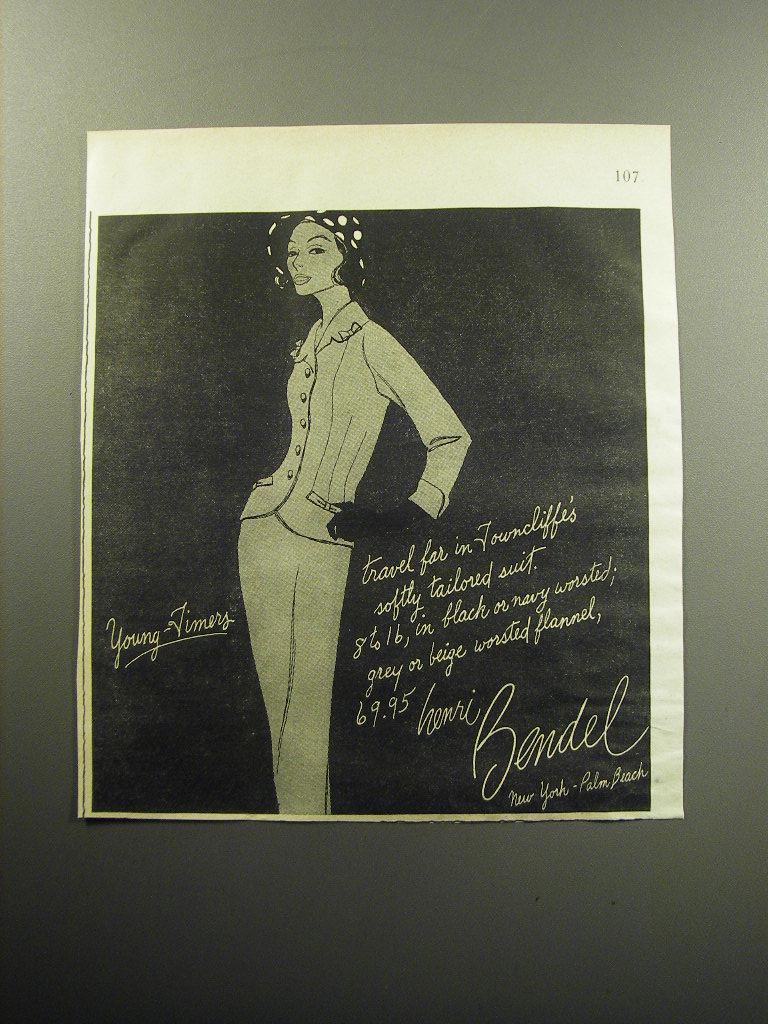 107
Young-Timers
travel far in Towncliffe's
softly tailored suit.
8 to 16, in black or navy worsted;
grey or beige worsted flannel,
69.95 henri Bendel
New York - Palm Beach